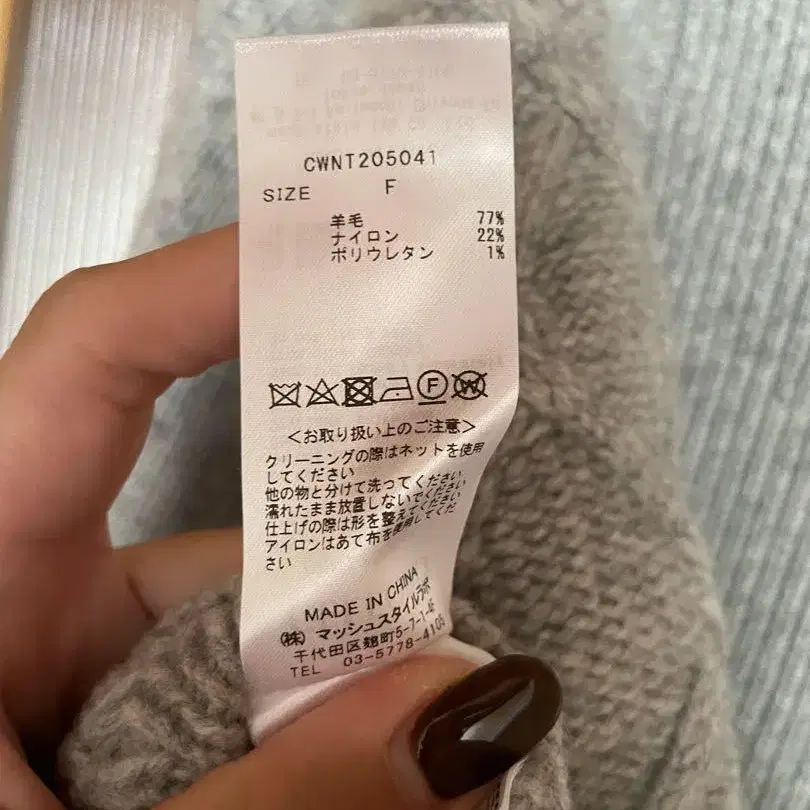 CWNT205041
SIZE F
羊毛 77%
ナイロン 22%
ポリウレタン 1%
F W
＜お取り扱い上のご注意＞
クリーニングの際はネットを使用
してください
他の物と分けて洗ってください
濡れたまま放置しないでください
仕上げの際は形を整えてください
アイロンはあて布を使用してくだ
さい
MADE IN CHINA
㈱ マッシュスタイルラボ
千代田区麹町5-7-1-4F
TEL 03-5778-4105